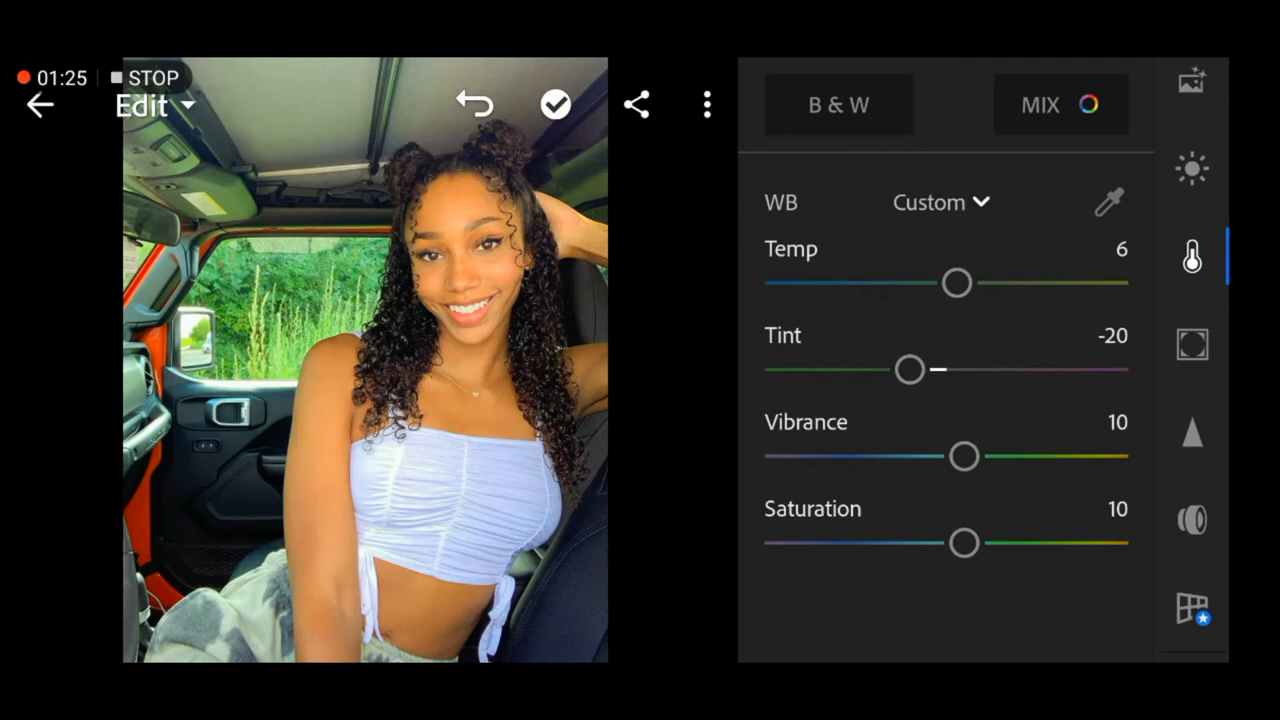 01:25 STOP
Edit
B & W MIX
WB Custom
Temp 6
Tint -20
Vibrance 10
Saturation 10